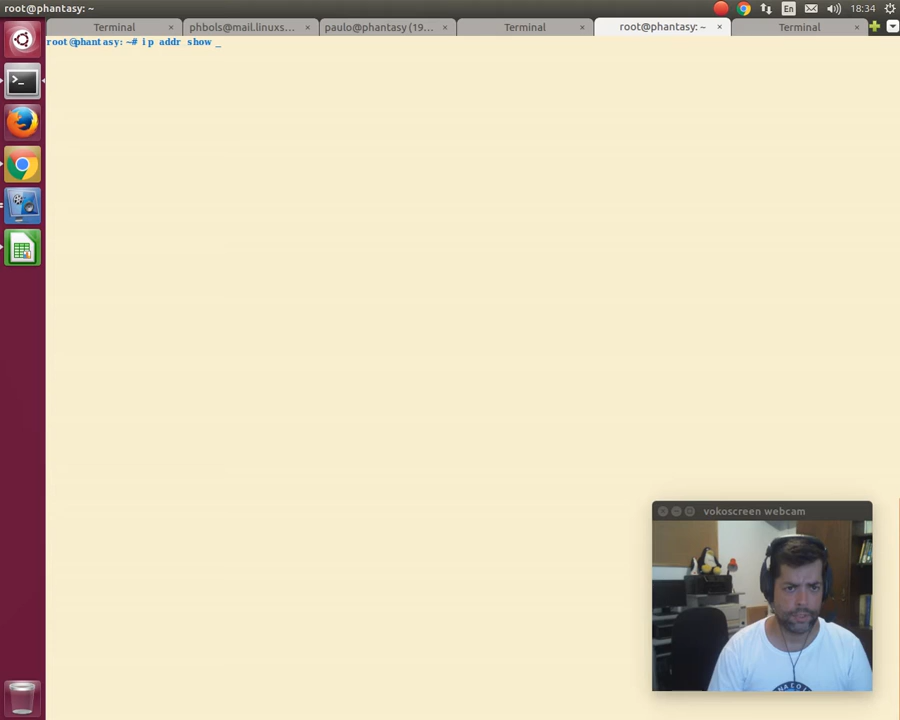 root@phantasy: ~
18:34
En
Terminal
phbols@mail.linuxs...
paulo@phantasy (19...
Terminal
root@phantasy: ~
Terminal
root@phantasy:~# ip addr show _
vokoscreen webcam